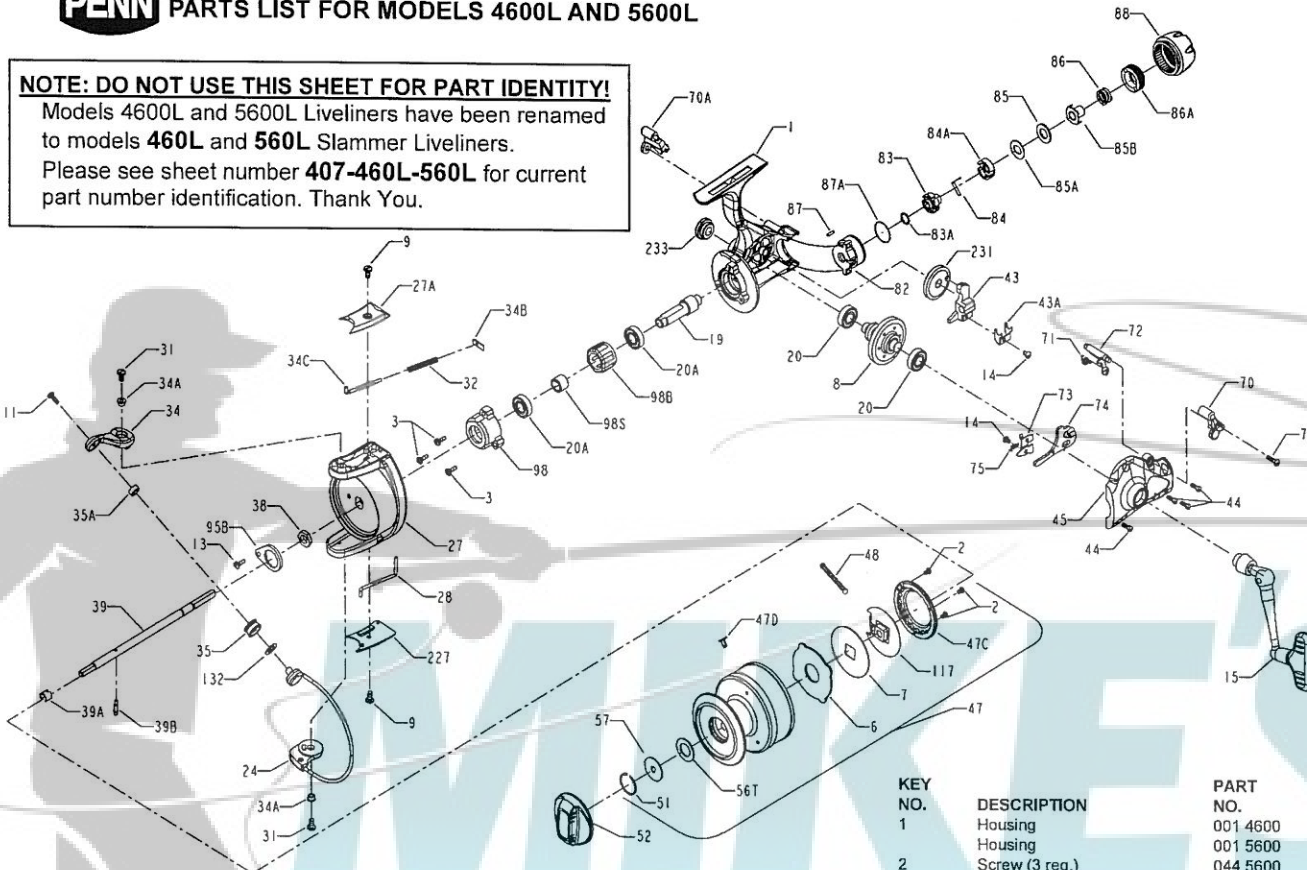 PENN PARTS LIST FOR MODELS 4600L AND 5600L
NOTE: DO NOT USE THIS SHEET FOR PART IDENTITY!
Models 4600L and 5600L Liveliners have been renamed
to models 460L and 560L Slammer Liveliners.
Please see sheet number 407-460L-560L for current
part number identification. Thank You.
88
86
70A
1
85
86A
84A
85B
83
87A
85A
87
84
83A
233
9
231
82
43
27A
43A
34B
72
19
71
31
34C
20
34A
32
20A
8
14
70
11
34
98B
20
73
74
3
98S
14
20A
75
98
3
35A
38
45
44
95B
27
44
13
48
2
28
39
2
47D
47C
35
227
117
15
132
7
39A
9
6
47
39B
57
24
56T
34A
51
31
52
MIKE'S
KEY
NO. DESCRIPTION PART
NO.
1 Housing 001 4600
Housing 001 5600
2 Screw (3 req.) 044 5600